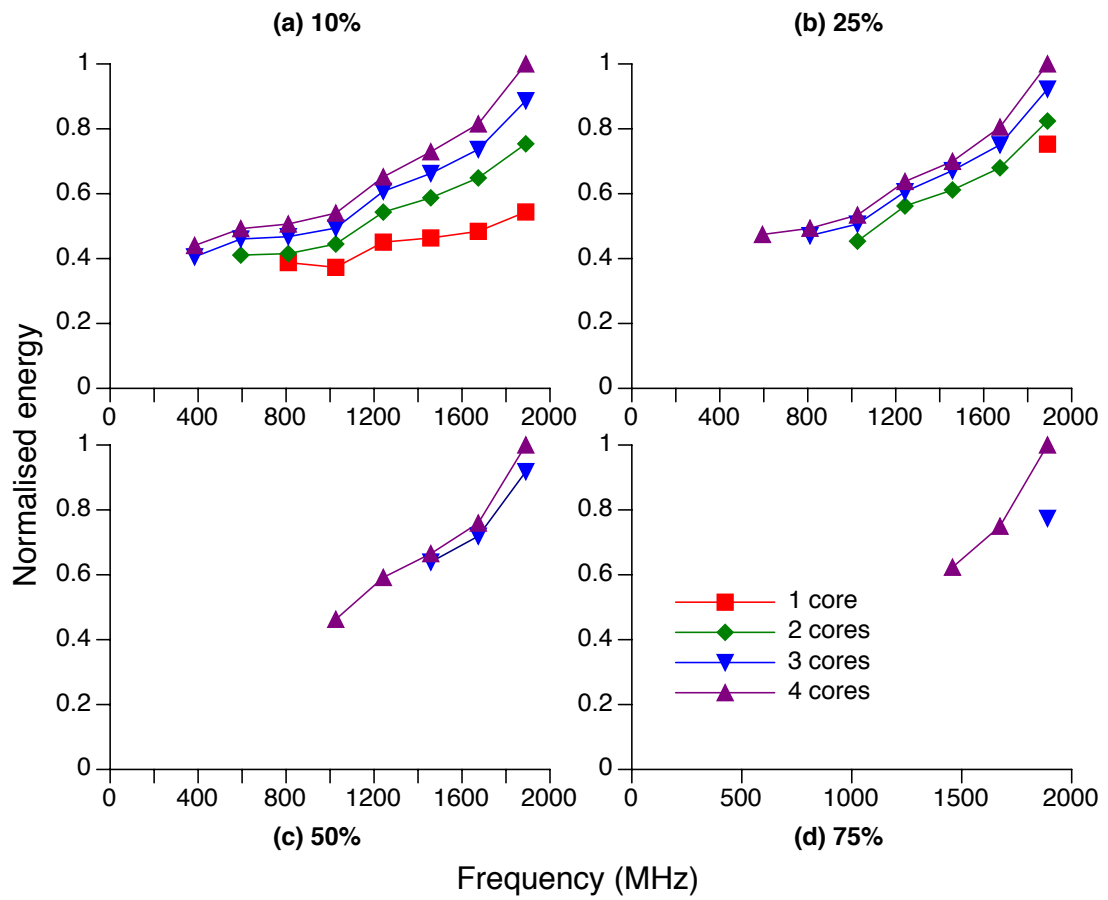 (a) 10%
(b) 25%
1
0.8
0.6
0.4
0.2
0
0 400 800 1200 1600 2000
1
0.8
0.6
0.4
0.2
0
0 400 800 1200 1600 2000
Normalised energy
1
0.8
0.6
0.4
0.2
0
0 400 800 1200 1600 2000
1
0.8
0.6
0.4
0.2
0
0 500 1000 1500 2000
1 core
2 cores
3 cores
4 cores
(c) 50%
(d) 75%
Frequency (MHz)